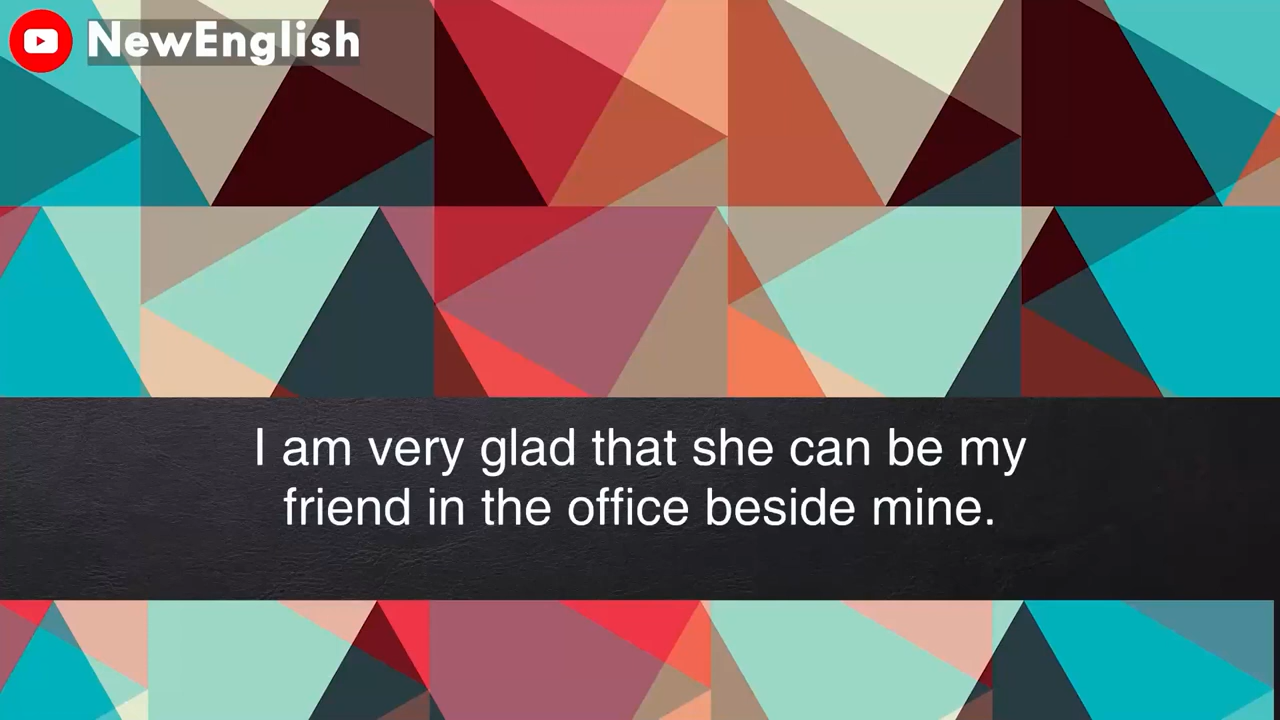 NewEnglish
I am very glad that she can be my
friend in the office beside mine.